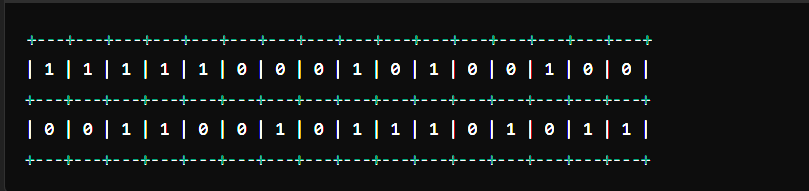 +---+---+---+---+---+---+---+---+---+---+---+---+---+---+---+---+
| 1 | 1 | 1 | 1 | 1 | 0 | 0 | 0 | 1 | 0 | 1 | 0 | 0 | 1 | 0 | 0 |
+---+---+---+---+---+---+---+---+---+---+---+---+---+---+---+---+
| 0 | 0 | 1 | 1 | 0 | 0 | 1 | 0 | 1 | 1 | 1 | 0 | 1 | 0 | 1 | 1 |
+---+---+---+---+---+---+---+---+---+---+---+---+---+---+---+---+